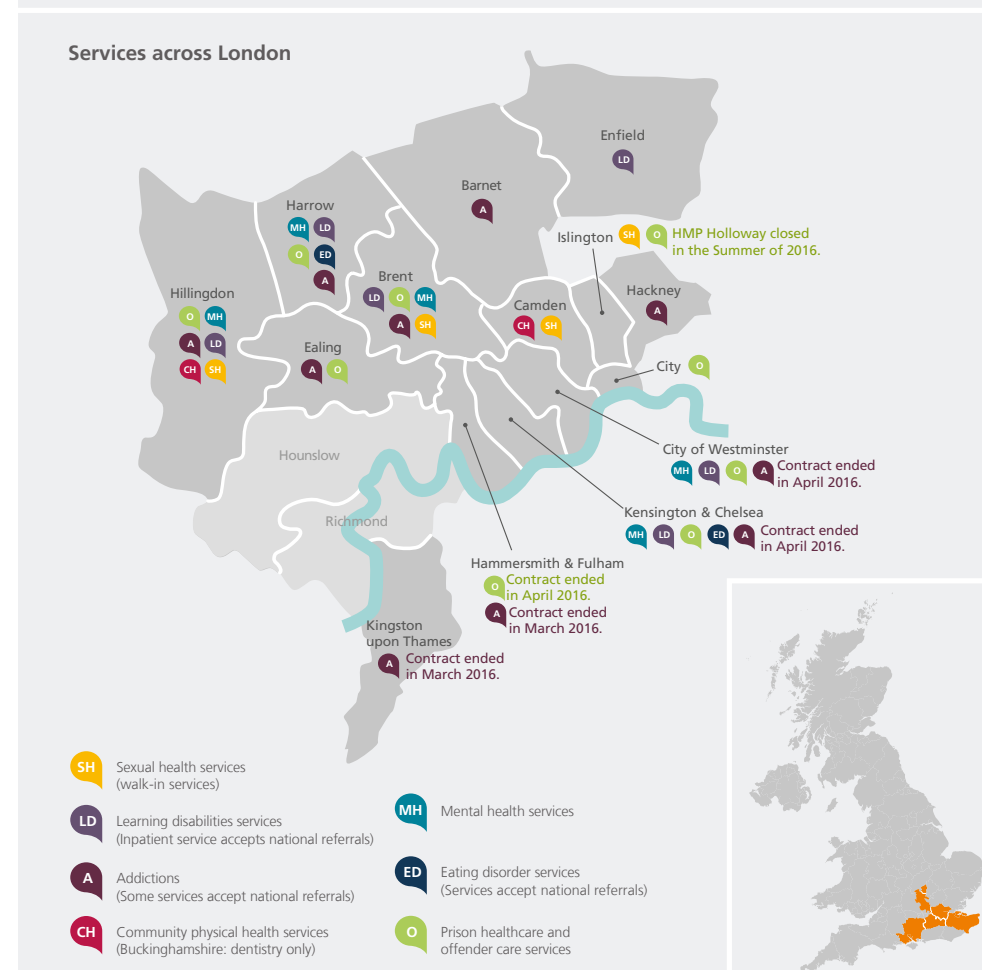 Services across London
Enfield
LD
Barnet
A
Harrow
MH LD
O ED
A
Islington SH O HMP Holloway closed
in the Summer of 2016.
Brent
LD O MH
A SH
Hillingdon
O MH
A LD
CH SH
Camden
CH SH
Hackney
A
Ealing
A O
City O
Hounslow
City of Westminster
MH LD O A Contract ended
in April 2016.
Richmond
Kensington & Chelsea
MH LD O ED A Contract ended
in April 2016.
Hammersmith & Fulham
O Contract ended
in April 2016.
A Contract ended
in March 2016.
Kingston
upon Thames
A Contract ended
in March 2016.
SH Sexual health services
(walk-in services)
LD Learning disabilities services
(Inpatient service accepts national referrals)
A Addictions
(Some services accept national referrals)
CH Community physical health services
(Buckinghamshire: dentistry only)
MH Mental health services
ED Eating disorder services
(Services accept national referrals)
O Prison healthcare and
offender care services